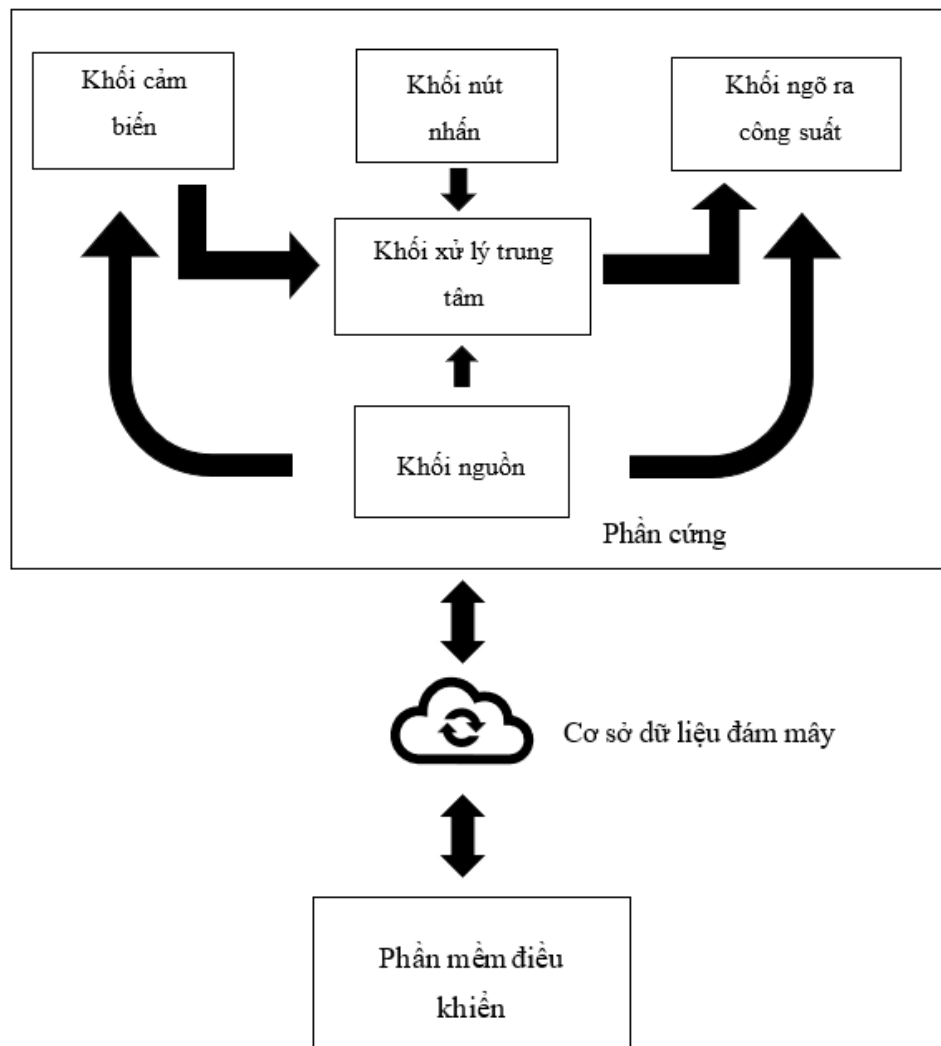 Khối cảm
biến
Khối nút
nhấn
Khối ngõ ra
công suất
Khối xử lý trung
tâm
Khối nguồn
Phần cứng
Cơ sở dữ liệu đám mây
Phần mềm điều
khiển